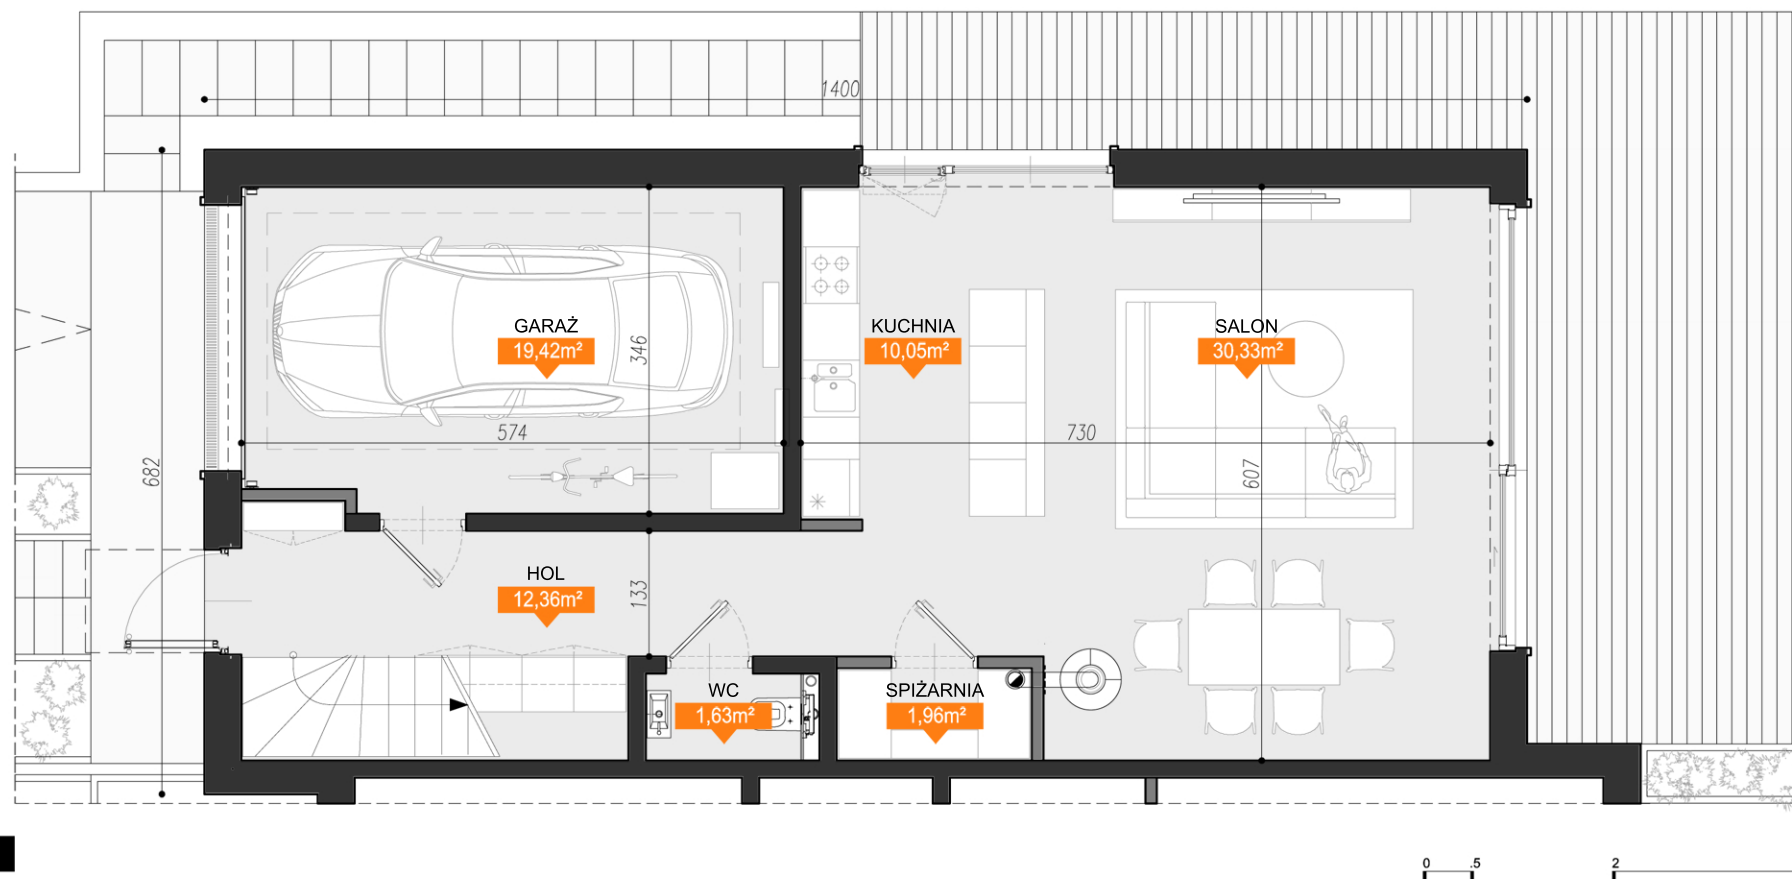 1400
GARAŻ
19,42m²
346
KUCHNIA
10,05m²
SALON
30,33m²
574
730
682
607
HOL
12,36m²
133
WC
1,63m²
SPIŻARNIA
1,96m²
0 .5 2